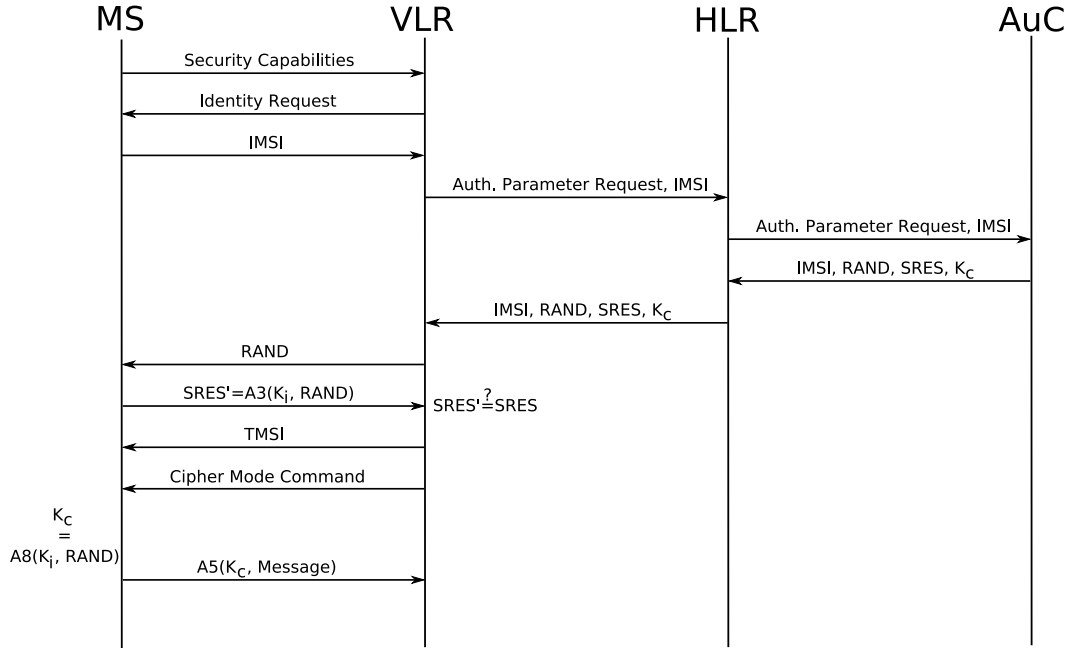 MS
VLR
HLR
AuC
Security Capabilities
Identity Request
IMSI
Auth. Parameter Request, IMSI
Auth. Parameter Request, IMSI
IMSI, RAND, SRES, Kc
IMSI, RAND, SRES, Kc
RAND
SRES'=A3(Ki, RAND)
?
SRES'=SRES
TMSI
Cipher Mode Command
Kc
=
A8(Ki, RAND)
A5(Kc, Message)